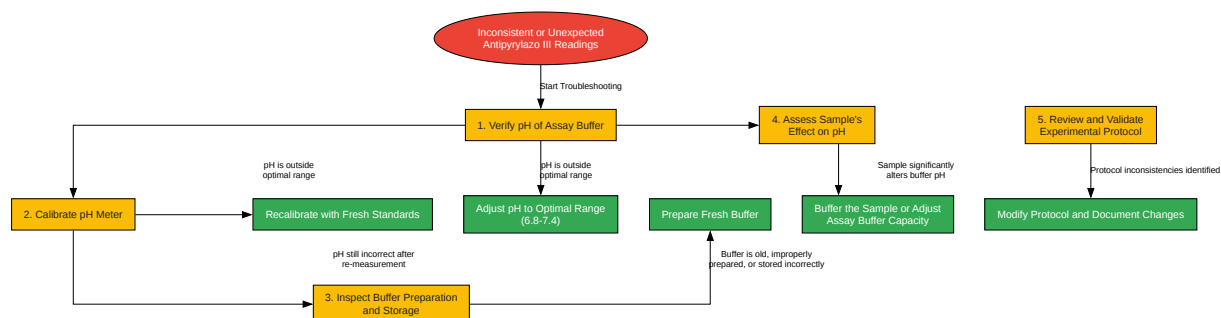 Inconsistent or Unexpected
Antipyrylazo III Readings
Start Troubleshooting
1. Verify pH of Assay Buffer
4. Assess Sample's
Effect on pH
5. Review and Validate
Experimental Protocol
pH is outside
optimal range
pH is outside
optimal range
Sample significantly
alters buffer pH
Protocol inconsistencies identified
2. Calibrate pH Meter
Recalibrate with Fresh Standards
Adjust pH to Optimal Range
(6.8-7.4)
Prepare Fresh Buffer
Buffer the Sample or Adjust
Assay Buffer Capacity
Modify Protocol and Document Changes
pH still incorrect after
re-measurement
Buffer is old, improperly
prepared, or stored incorrectly
3. Inspect Buffer Preparation
and Storage